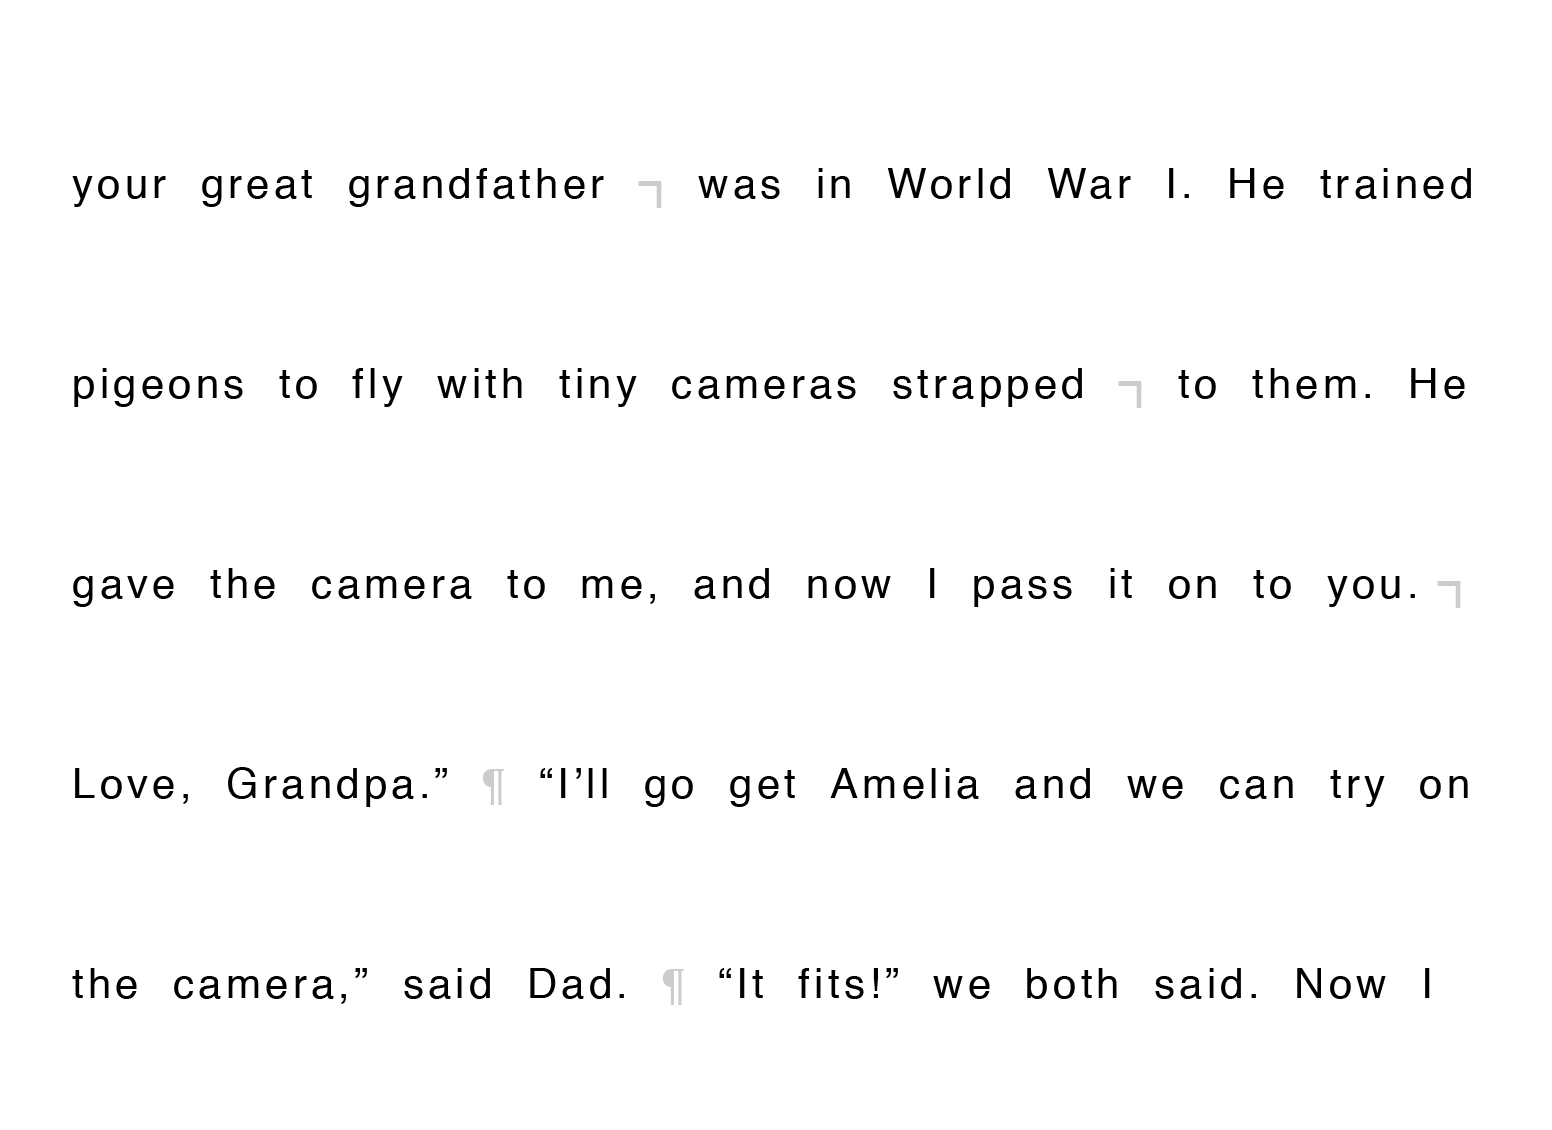 your great grandfather ¬ was in World War I. He trained
pigeons to fly with tiny cameras strapped ¬ to them. He
gave the camera to me, and now I pass it on to you. ¬
Love, Grandpa.” ¶ “I’ll go get Amelia and we can try on
the camera,” said Dad. ¶ “It fits!” we both said. Now I